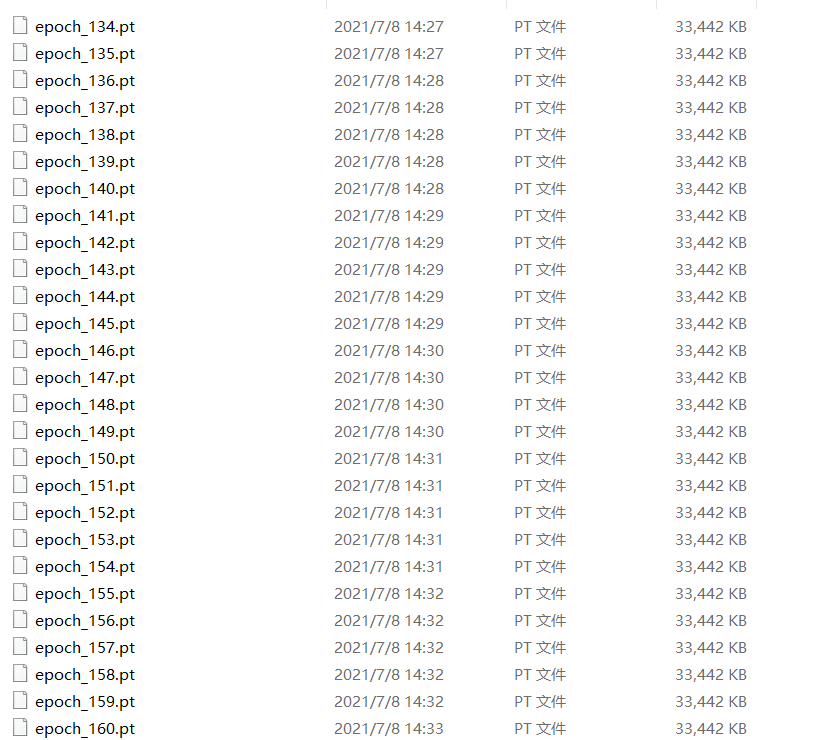 epoch_134.pt 2021/7/8 14:27 PT 文件 33,442 KB
epoch_135.pt 2021/7/8 14:27 PT 文件 33,442 KB
epoch_136.pt 2021/7/8 14:28 PT 文件 33,442 KB
epoch_137.pt 2021/7/8 14:28 PT 文件 33,442 KB
epoch_138.pt 2021/7/8 14:28 PT 文件 33,442 KB
epoch_139.pt 2021/7/8 14:28 PT 文件 33,442 KB
epoch_140.pt 2021/7/8 14:28 PT 文件 33,442 KB
epoch_141.pt 2021/7/8 14:29 PT 文件 33,442 KB
epoch_142.pt 2021/7/8 14:29 PT 文件 33,442 KB
epoch_143.pt 2021/7/8 14:29 PT 文件 33,442 KB
epoch_144.pt 2021/7/8 14:29 PT 文件 33,442 KB
epoch_145.pt 2021/7/8 14:29 PT 文件 33,442 KB
epoch_146.pt 2021/7/8 14:30 PT 文件 33,442 KB
epoch_147.pt 2021/7/8 14:30 PT 文件 33,442 KB
epoch_148.pt 2021/7/8 14:30 PT 文件 33,442 KB
epoch_149.pt 2021/7/8 14:30 PT 文件 33,442 KB
epoch_150.pt 2021/7/8 14:31 PT 文件 33,442 KB
epoch_151.pt 2021/7/8 14:31 PT 文件 33,442 KB
epoch_152.pt 2021/7/8 14:31 PT 文件 33,442 KB
epoch_153.pt 2021/7/8 14:31 PT 文件 33,442 KB
epoch_154.pt 2021/7/8 14:31 PT 文件 33,442 KB
epoch_155.pt 2021/7/8 14:32 PT 文件 33,442 KB
epoch_156.pt 2021/7/8 14:32 PT 文件 33,442 KB
epoch_157.pt 2021/7/8 14:32 PT 文件 33,442 KB
epoch_158.pt 2021/7/8 14:32 PT 文件 33,442 KB
epoch_159.pt 2021/7/8 14:32 PT 文件 33,442 KB
epoch_160.pt 2021/7/8 14:33 PT 文件 33,442 KB